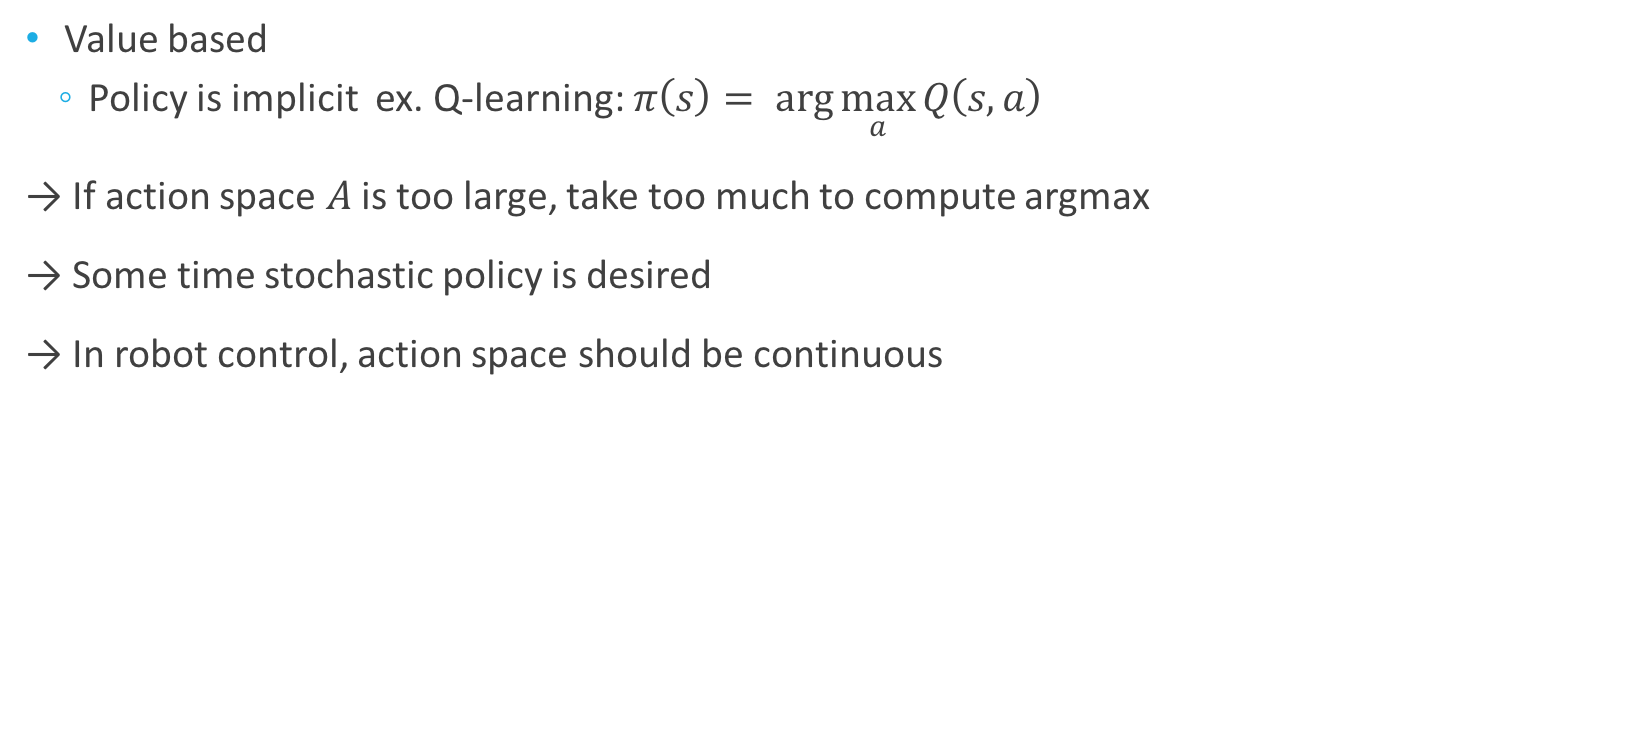 • Value based
◦ Policy is implicit ex. Q-learning: π(s) = arg max Q(s, a)
a
→ If action space A is too large, take too much to compute argmax
→ Some time stochastic policy is desired
→ In robot control, action space should be continuous